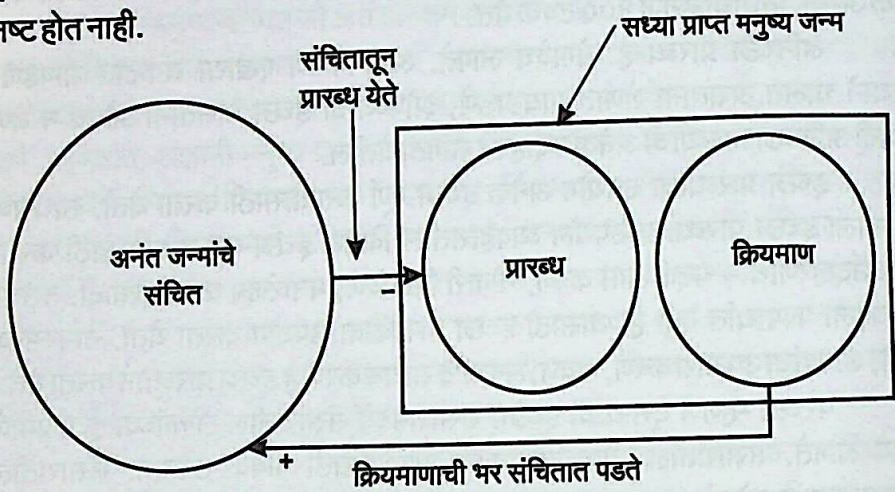 नष्ट होत नाही.
सध्या प्राप्त मनुष्य जन्म
संचितातून
प्रारब्ध येते
अनंत जन्मांचे
संचित
प्रारब्ध
क्रियमाण
+
क्रियमाणाची भर संचितात पडते